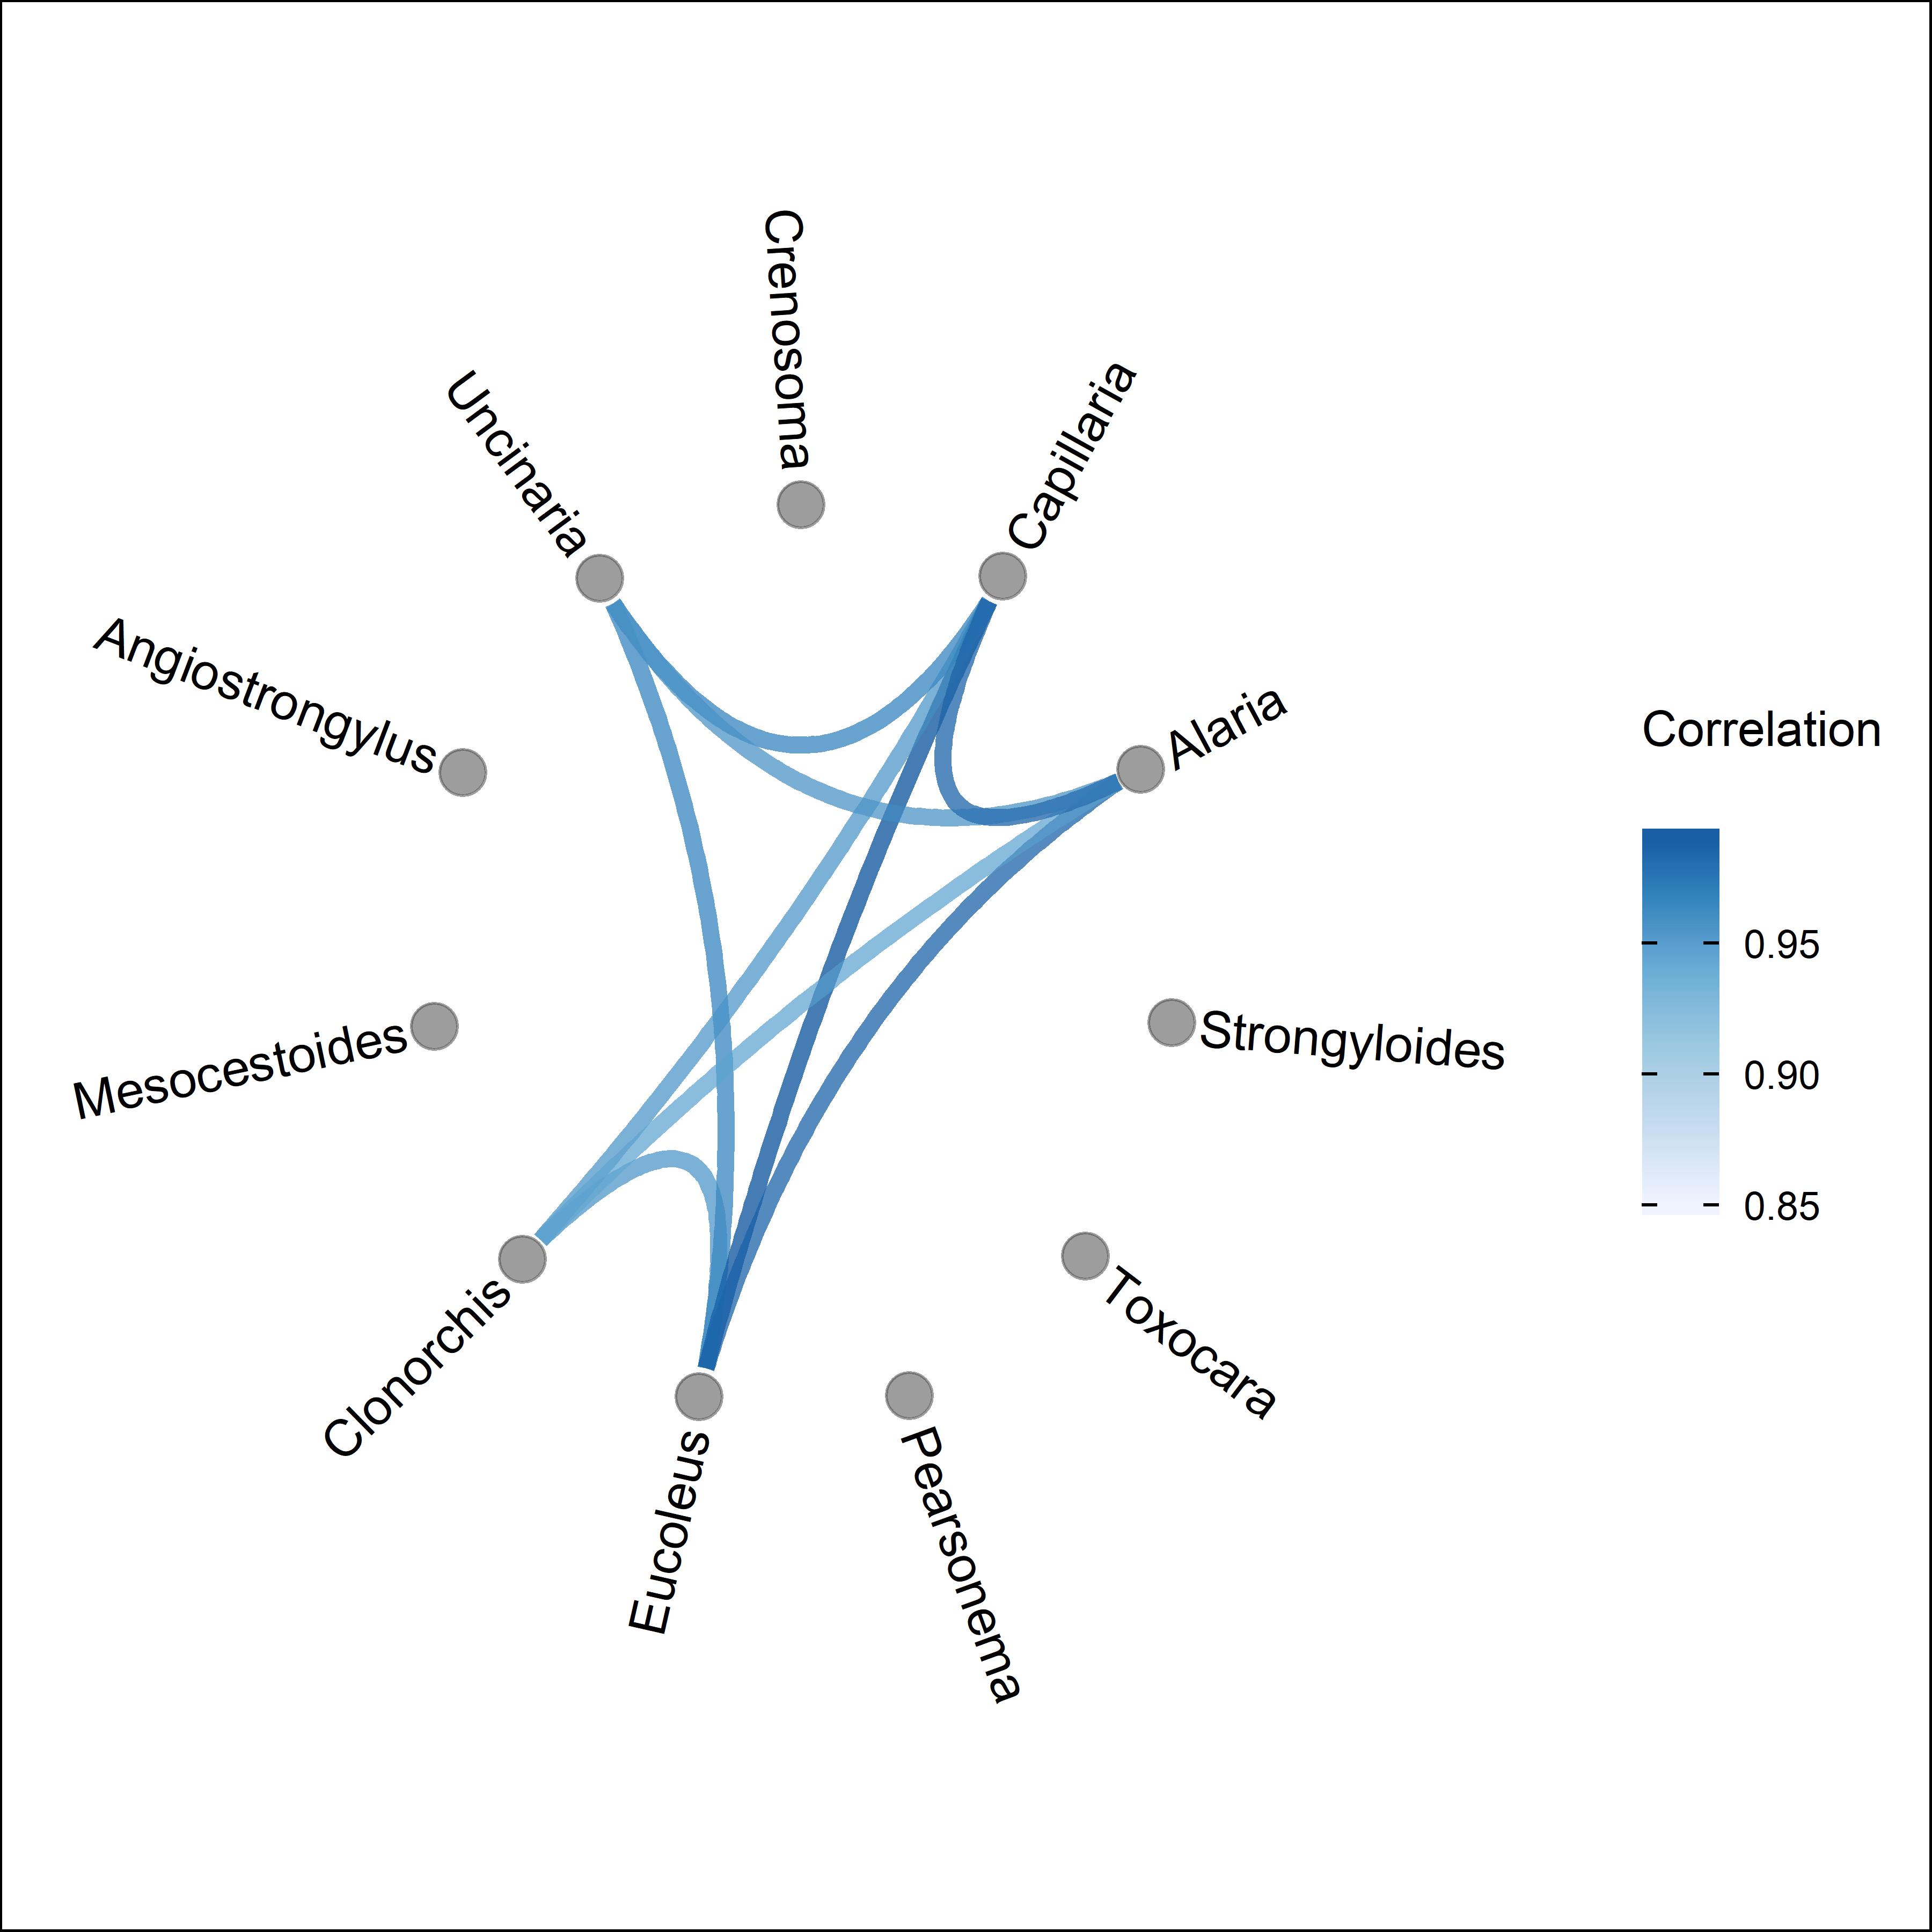 Crenosoma
Capillaria
Uncinaria
Alaria
Angiostrongylus
Strongyloides
Mesocestoides
Toxocara
Clonorchis
Eucoleus
Pearsonema
Correlation
0.95
0.90
0.85